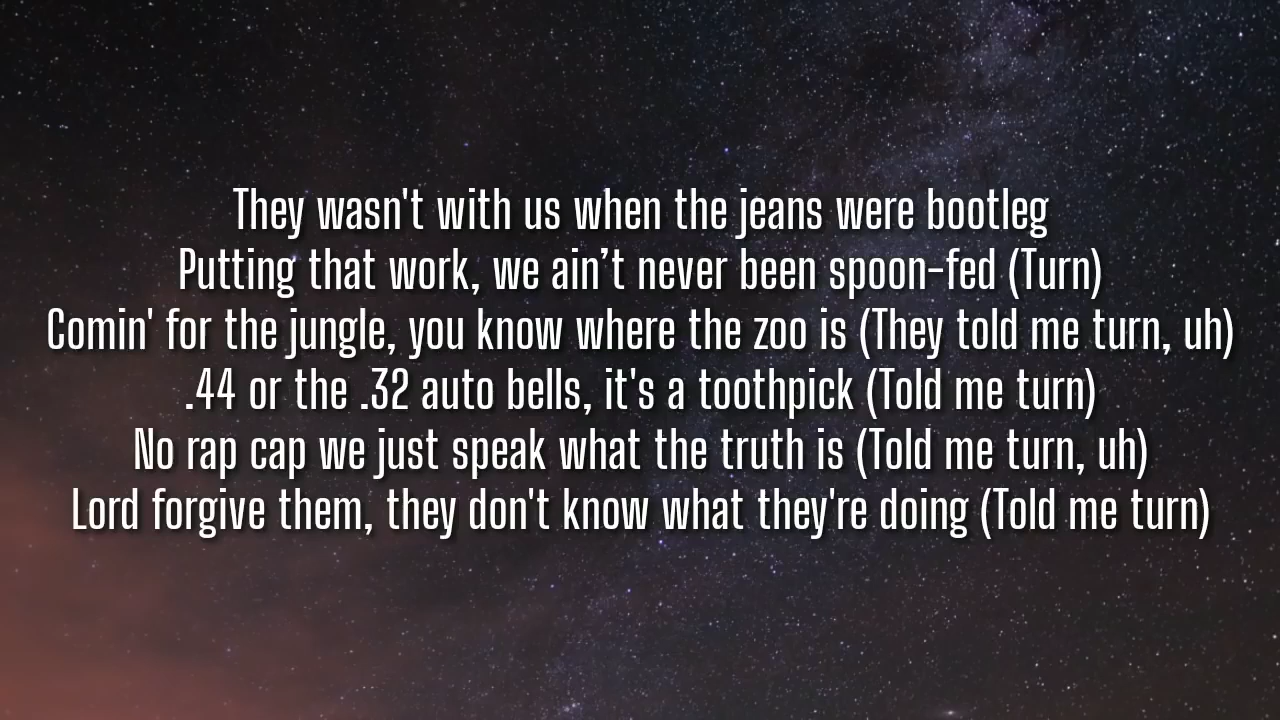 They wasn't with us when the jeans were bootleg
Putting that work, we ain’t never been spoon-fed (Turn)
Comin' for the jungle, you know where the zoo is (They told me turn, uh)
.44 or the .32 auto bells, it's a toothpick (Told me turn)
No rap cap we just speak what the truth is (Told me turn, uh)
Lord forgive them, they don't know what they're doing (Told me turn)